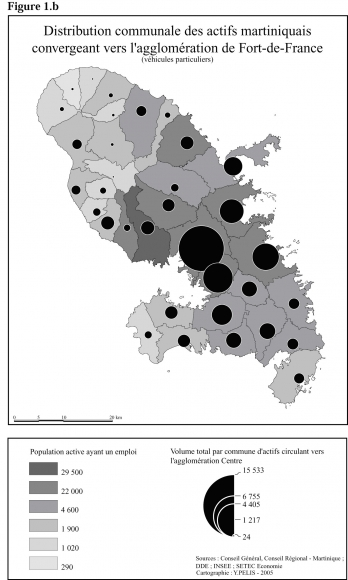 Figure 1.b
Distribution communale des actifs martiniquais
convergeant vers l'agglomération de Fort-de-France
(véhicules particuliers)
0 5 10 20 km
Population active ayant un emploi
29 500
22 000
4 600
1 900
1 020
290
Volume total par commune d'actifs circulant vers
l'agglomération Centre
15 533
6 755
4 405
1 217
24
Sources : Conseil Général, Conseil Régional - Martinique ;
DDE ; INSEE ; SETEC Economie
Cartographie : Y.PELIS - 2005